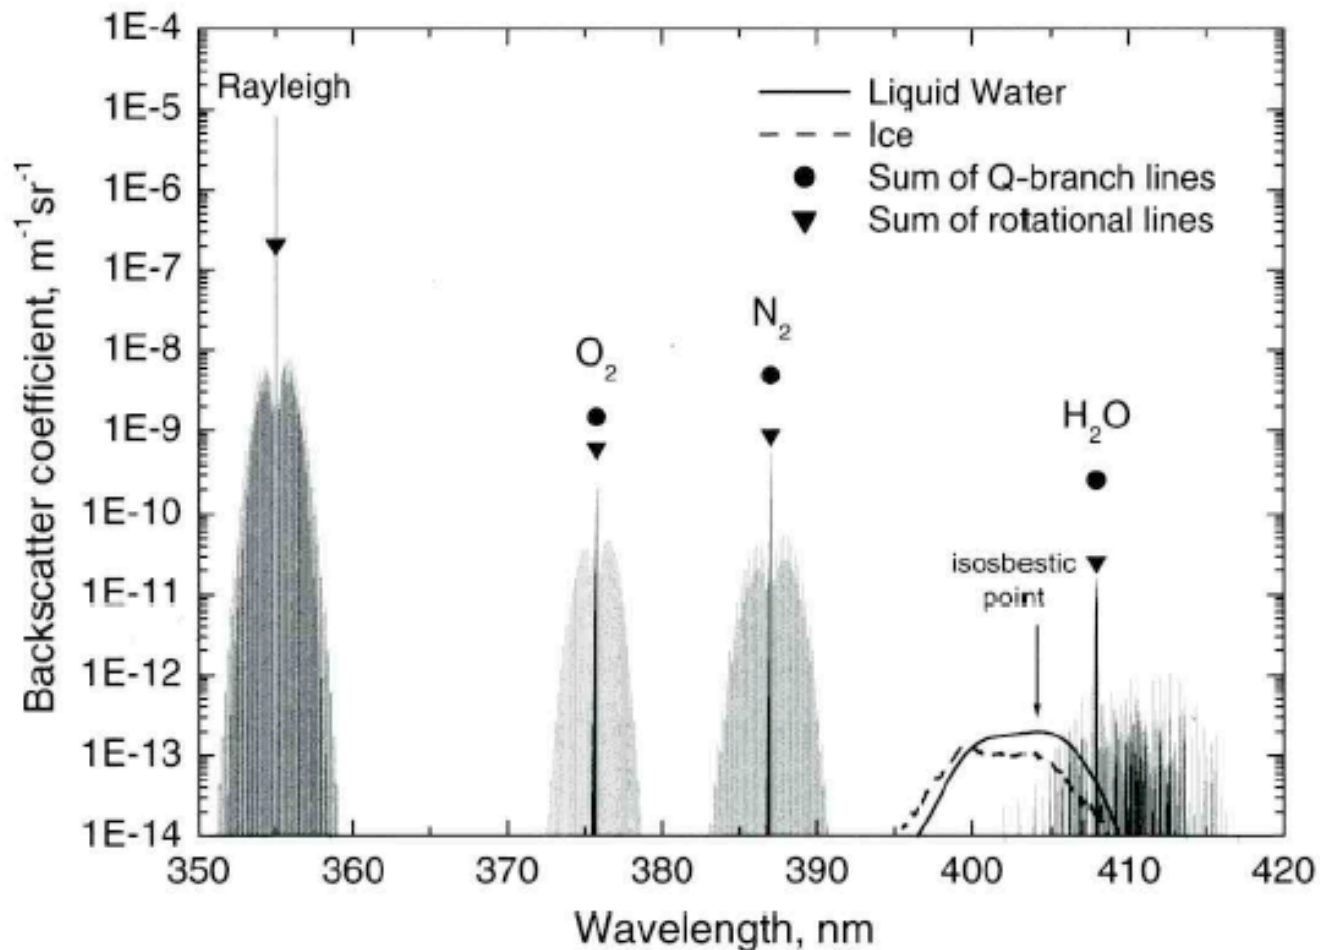 1E-4
1E-5
1E-6
1E-7
1E-8
1E-9
1E-10
1E-11
1E-12
1E-13
1E-14
Backscatter coefficient, m⁻¹sr⁻¹
Rayleigh
Liquid Water
Ice
Sum of Q-branch lines
Sum of rotational lines
O₂
N₂
H₂O
isosbestic
point
350 360 370 380 390 400 410 420
Wavelength, nm